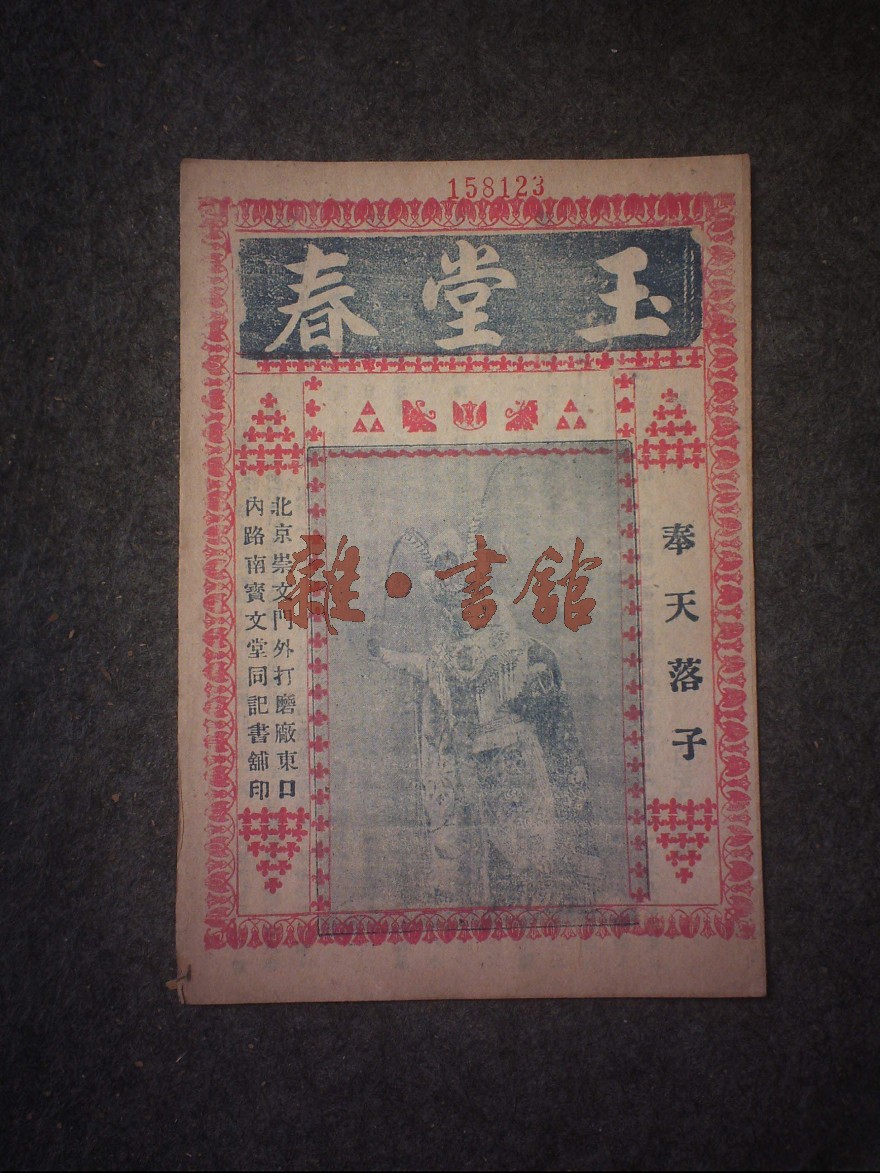 158123
玉堂春
奉天落子
北京崇文門外打磨廠東口
內路南寶文堂同記書舖印
雜·書館